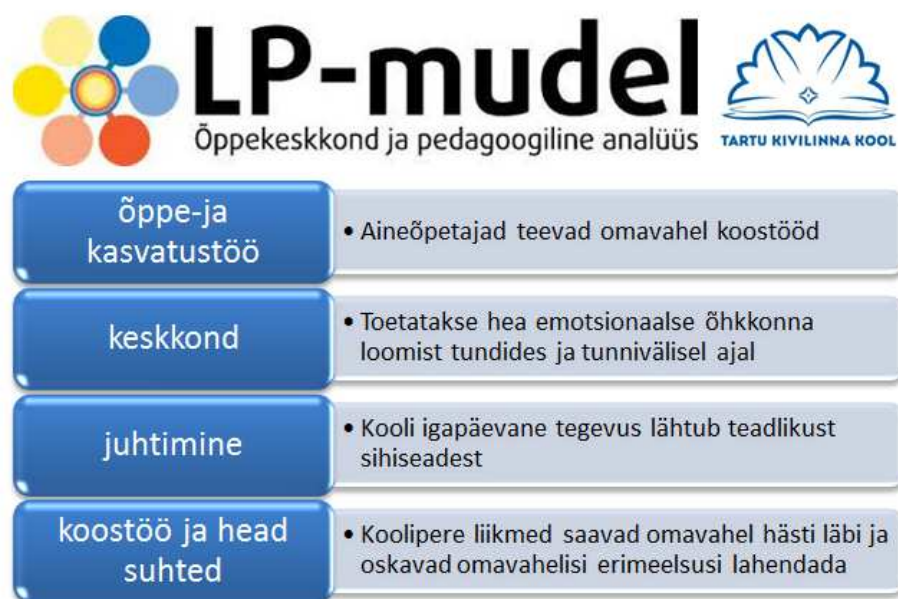 LP-mudel
Õppekeskkond ja pedagoogiline analüüs
TARTU KIVILINNA KOOL
õppe-ja
kasvatustöö
• Aineõpetajad teevad omavahel koostööd
keskkond
• Toetatakse hea emotsionaalse õhkkonna
loomist tundides ja tunnivälisel ajal
juhtimine
• Kooli igapäevane tegevus lähtub teadlikust
sihiseadest
koostöö ja head
suhted
• Koolipere liikmed saavad omavahel hästi läbi ja
oskavad omavahelisi erimeelsusi lahendada